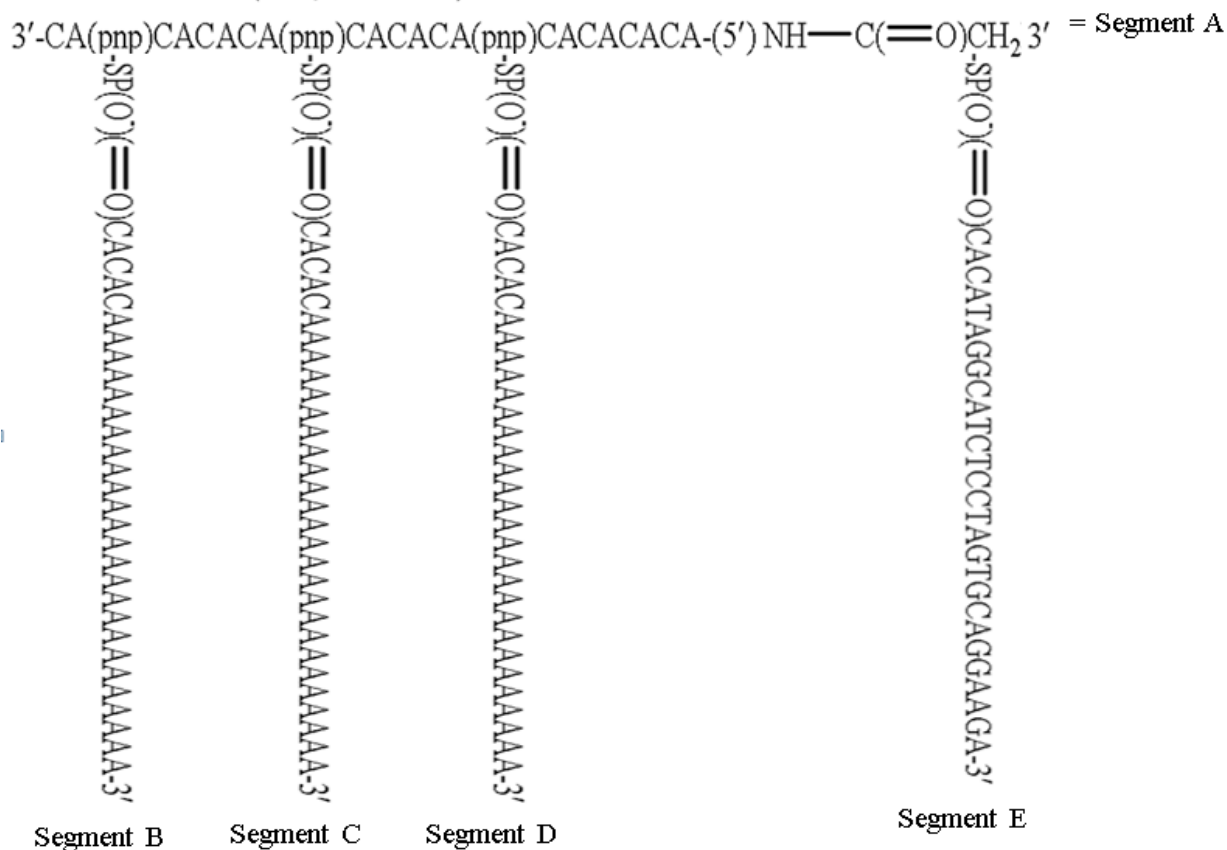 3′-CA(pnp)CACACA(pnp)CACACA(pnp)CACACACA-(5′) NH—C(=O)CH₂ 3′ = Segment A
-SP(O⁻)(=O)CACACAAAAAAAAAAAAAAAAAAAAAAAAA-3′
-SP(O⁻)(=O)CACACAAAAAAAAAAAAAAAAAAAAAAAAA-3′
-SP(O⁻)(=O)CACACAAAAAAAAAAAAAAAAAAAAAAAAA-3′
-SP(O⁻)(=O)CACATAGGCATCTCCTAGTGCAGGAAGA-3′
Segment B
Segment C
Segment D
Segment E